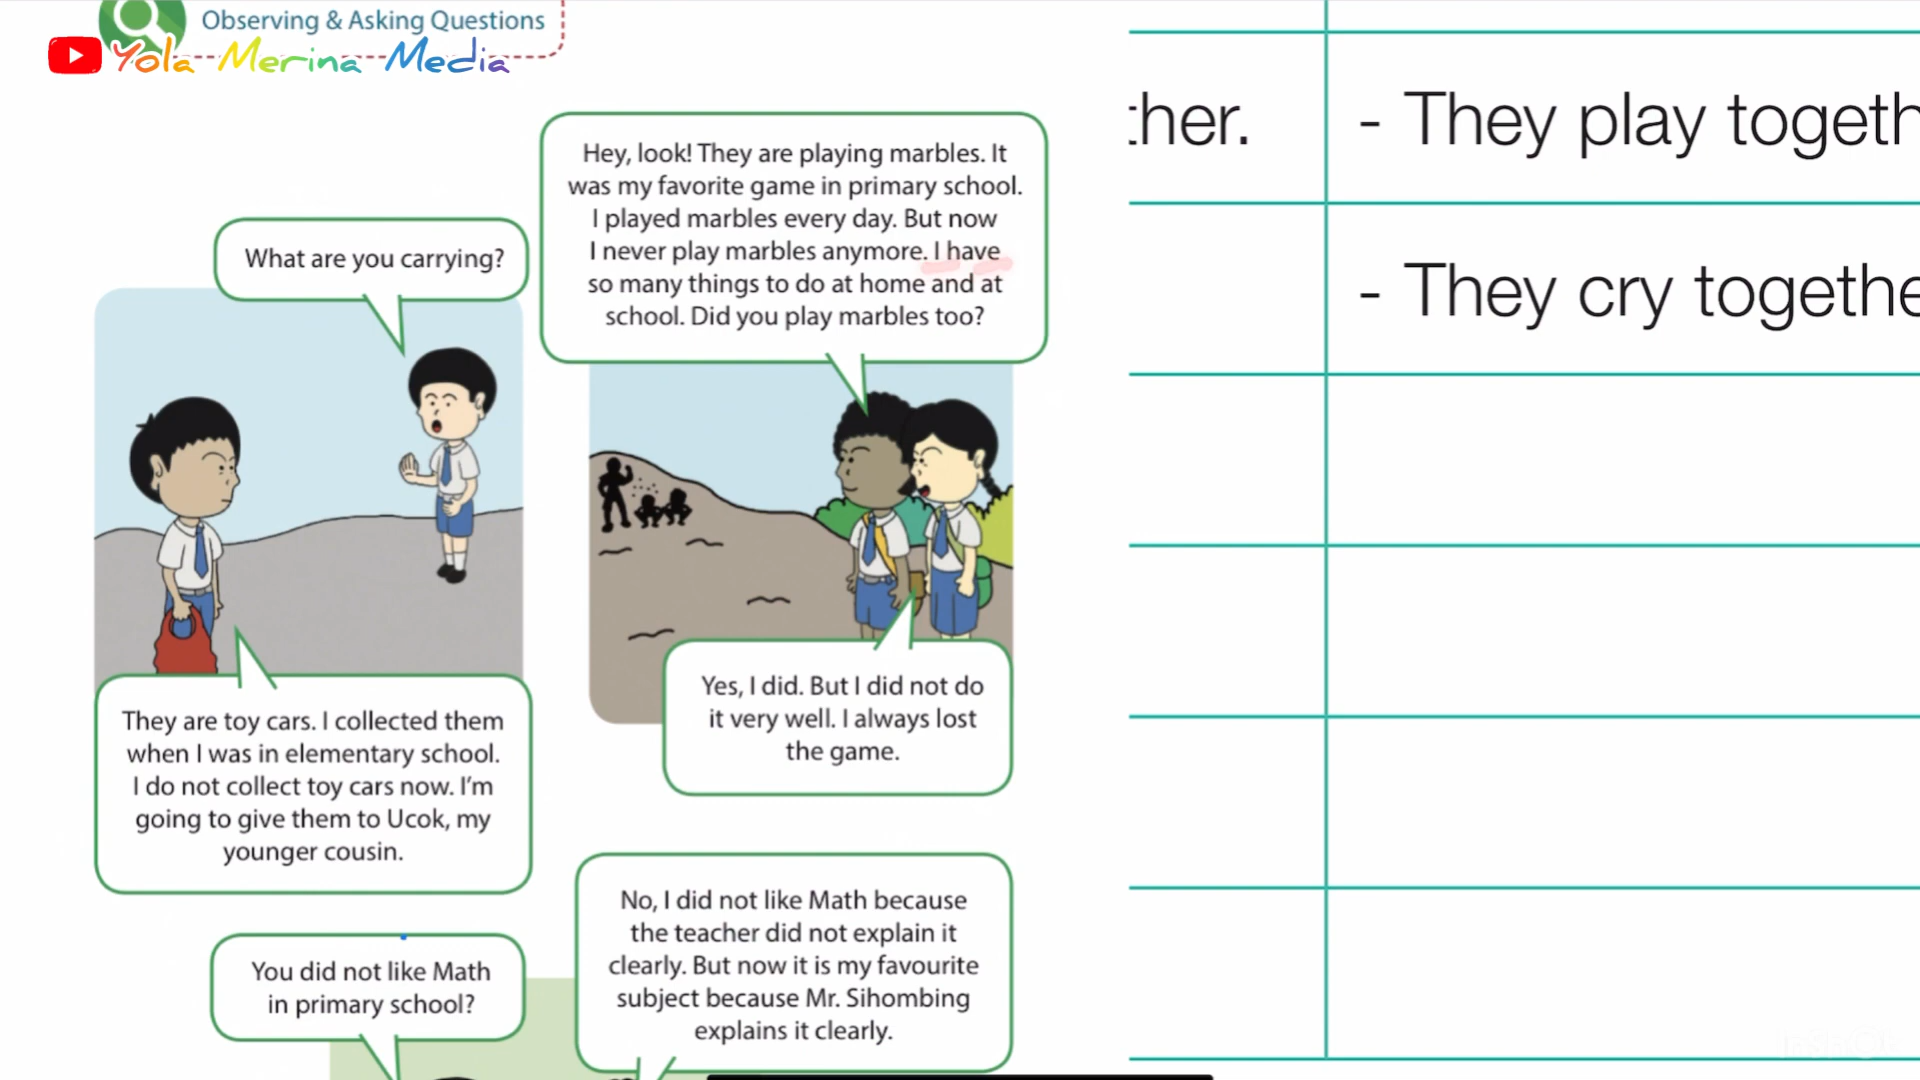 Observing & Asking Questions
Yola Merina Media
What are you carrying?
Hey, look! They are playing marbles. It
was my favorite game in primary school.
I played marbles every day. But now
I never play marbles anymore. I have
so many things to do at home and at
school. Did you play marbles too?
They are toy cars. I collected them
when I was in elementary school.
I do not collect toy cars now. I'm
going to give them to Ucok, my
younger cousin.
Yes, I did. But I did not do
it very well. I always lost
the game.
You did not like Math
in primary school?
No, I did not like Math because
the teacher did not explain it
clearly. But now it is my favourite
subject because Mr. Sihombing
explains it clearly.
ther.
- They play togeth
- They cry togethe